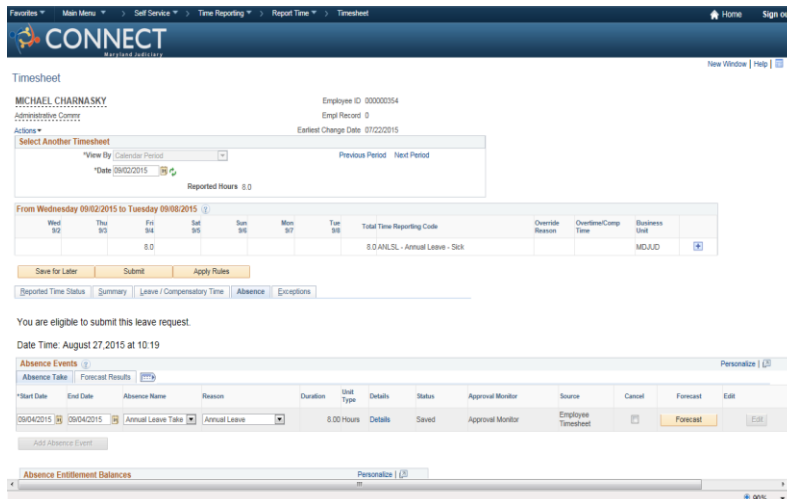 Favorites Main Menu > Self Service > Time Reporting > Report Time > Timesheet Home Sign ou
CONNECT
Maryland Judiciary
New Window | Help |
Timesheet
MICHAEL CHARNASKY Employee ID 000000354
Administrative Commr Empl Record 0
Actions Earliest Change Date 07/22/2015
Select Another Timesheet
*View By Calendar Period Previous Period Next Period
*Date 09/02/2015
Reported Hours 8.0
From Wednesday 09/02/2015 to Tuesday 09/08/2015
Wed 9/2 Thu 9/3 Fri 9/4 Sat 9/5 Sun 9/6 Mon 9/7 Tue 9/8 Total Time Reporting Code Override Reason Overtime/Comp Time Business Unit
8.0 8.0 ANLSL - Annual Leave - Sick MDJUD
Save for Later Submit Apply Rules
Reported Time Status Summary Leave / Compensatory Time Absence Exceptions
You are eligible to submit this leave request.
Date Time: August 27,2015 at 10:19
Absence Events Personalize |
Absence Take Forecast Results
*Start Date End Date Absence Name Reason Duration Unit Type Details Status Approval Monitor Source Cancel Forecast Edit
09/04/2015 09/04/2015 Annual Leave Take Annual Leave 8.00 Hours Details Saved Approval Monitor Employee Timesheet Forecast Edit
Add Absence Event
Absence Entitlement Balances Personalize |
90%